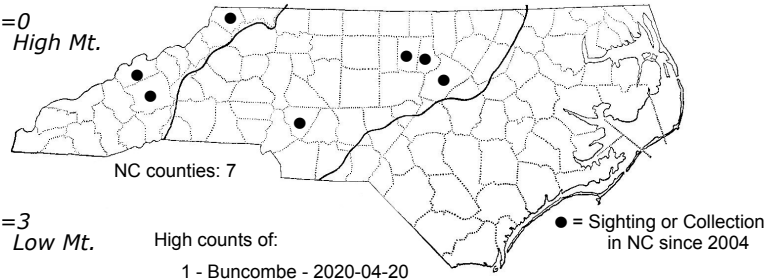 =0
High Mt.
NC counties: 7
=3
Low Mt.
High counts of:
1 - Buncombe - 2020-04-20
● = Sighting or Collection
in NC since 2004